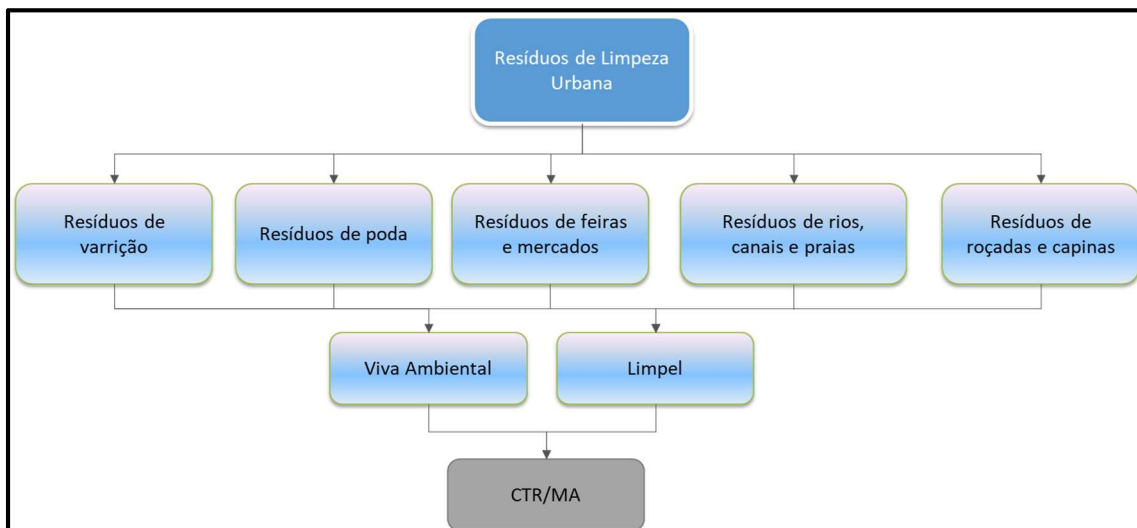 Resíduos de Limpeza
Urbana
Resíduos de
varrição
Resíduos de poda
Resíduos de feiras
e mercados
Resíduos de rios,
canais e praias
Resíduos de
roçadas e capinas
Viva Ambiental
Limpel
CTR/MA